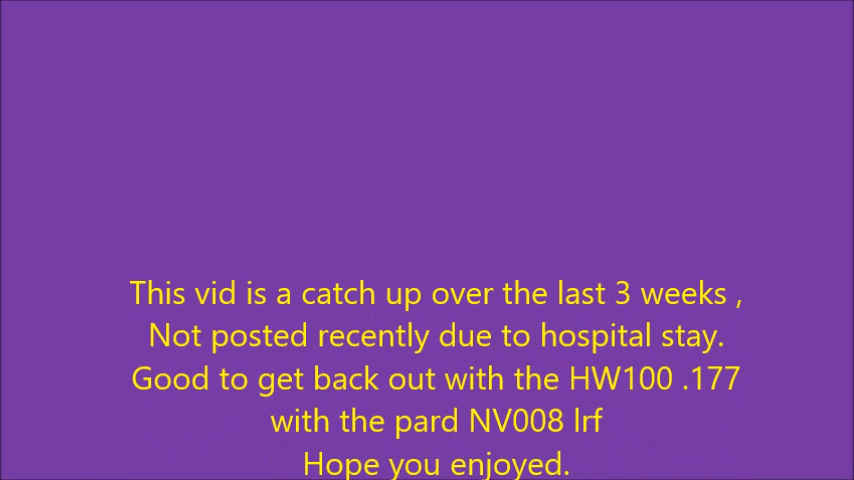 This vid is a catch up over the last 3 weeks ,
Not posted recently due to hospital stay.
Good to get back out with the HW100 .177
with the pard NV008 lrf
Hope you enjoyed.